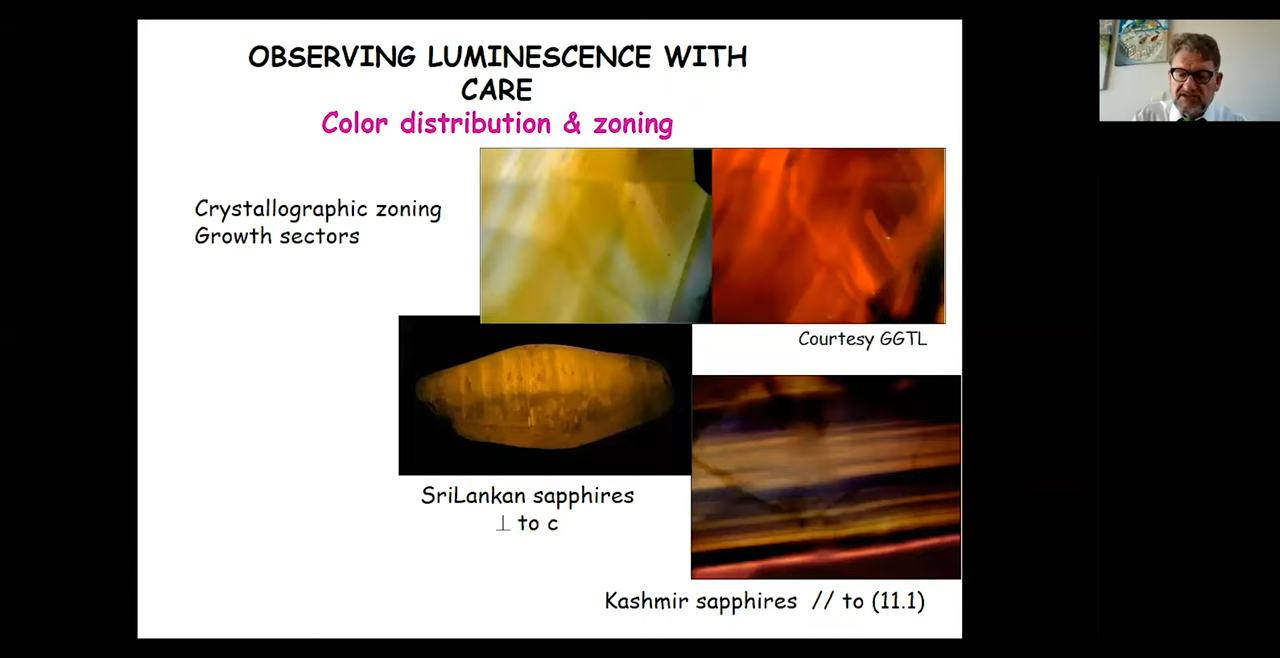 OBSERVING LUMINESCENCE WITH
CARE
Color distribution & zoning
Crystallographic zoning
Growth sectors
Courtesy GGTL
SriLankan sapphires
⊥ to c
Kashmir sapphires // to (11.1)